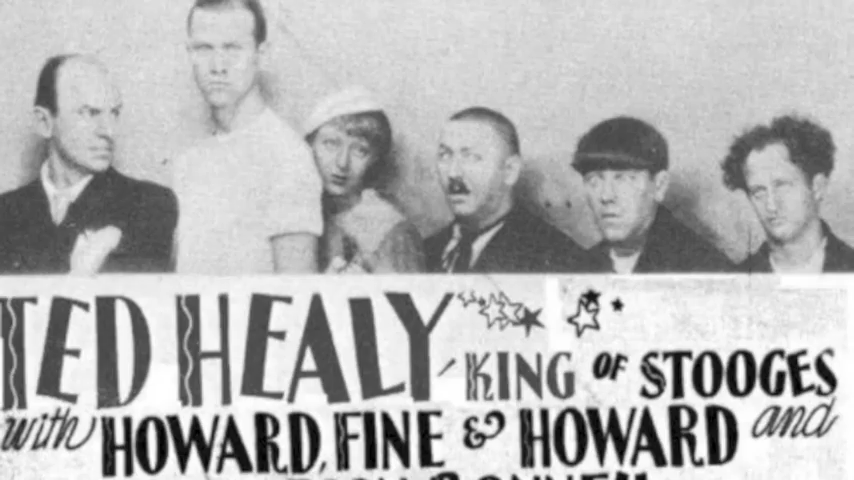 TED HEALY
KING OF STOOGES
with HOWARD, FINE & HOWARD and